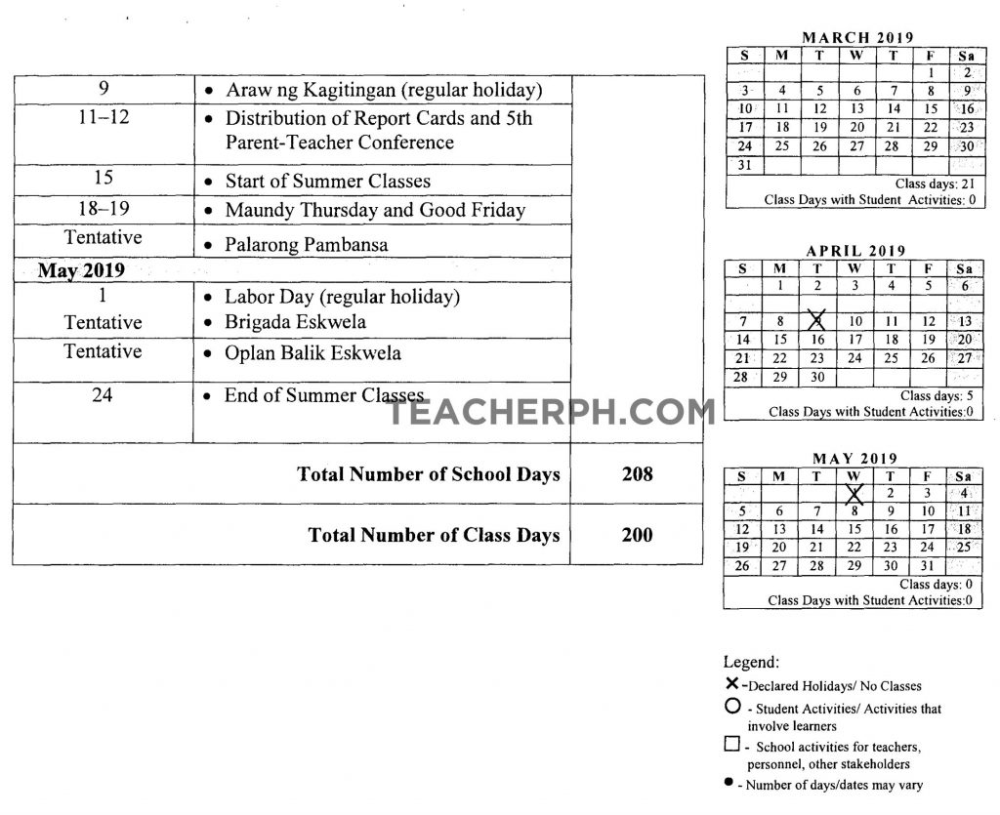 9 • Araw ng Kagitingan (regular holiday)
11–12 • Distribution of Report Cards and 5th
Parent-Teacher Conference
15 • Start of Summer Classes
18–19 • Maundy Thursday and Good Friday
Tentative • Palarong Pambansa
May 2019
1 • Labor Day (regular holiday)
Tentative • Brigada Eskwela
Tentative • Oplan Balik Eskwela
24 • End of Summer Classes
TEACHERPH.COM
Total Number of School Days 208
Total Number of Class Days 200
MARCH 2019
S M T W T F Sa
1 2
3 4 5 6 7 8 9
10 11 12 13 14 15 16
17 18 19 20 21 22 23
24 25 26 27 28 29 30
31
Class days: 21
Class Days with Student Activities: 0
APRIL 2019
S M T W T F Sa
1 2 3 4 5 6
7 8 9 10 11 12 13
14 15 16 17 18 19 20
21 22 23 24 25 26 27
28 29 30
Class days: 5
Class Days with Student Activities:0
MAY 2019
S M T W T F Sa
1 2 3 4
5 6 7 8 9 10 11
12 13 14 15 16 17 18
19 20 21 22 23 24 25
26 27 28 29 30 31
Class days: 0
Class Days with Student Activities:0
Legend:
X –Declared Holidays/ No Classes
O - Student Activities/ Activities that
involve learners
□ - School activities for teachers,
personnel, other stakeholders
• - Number of days/dates may vary